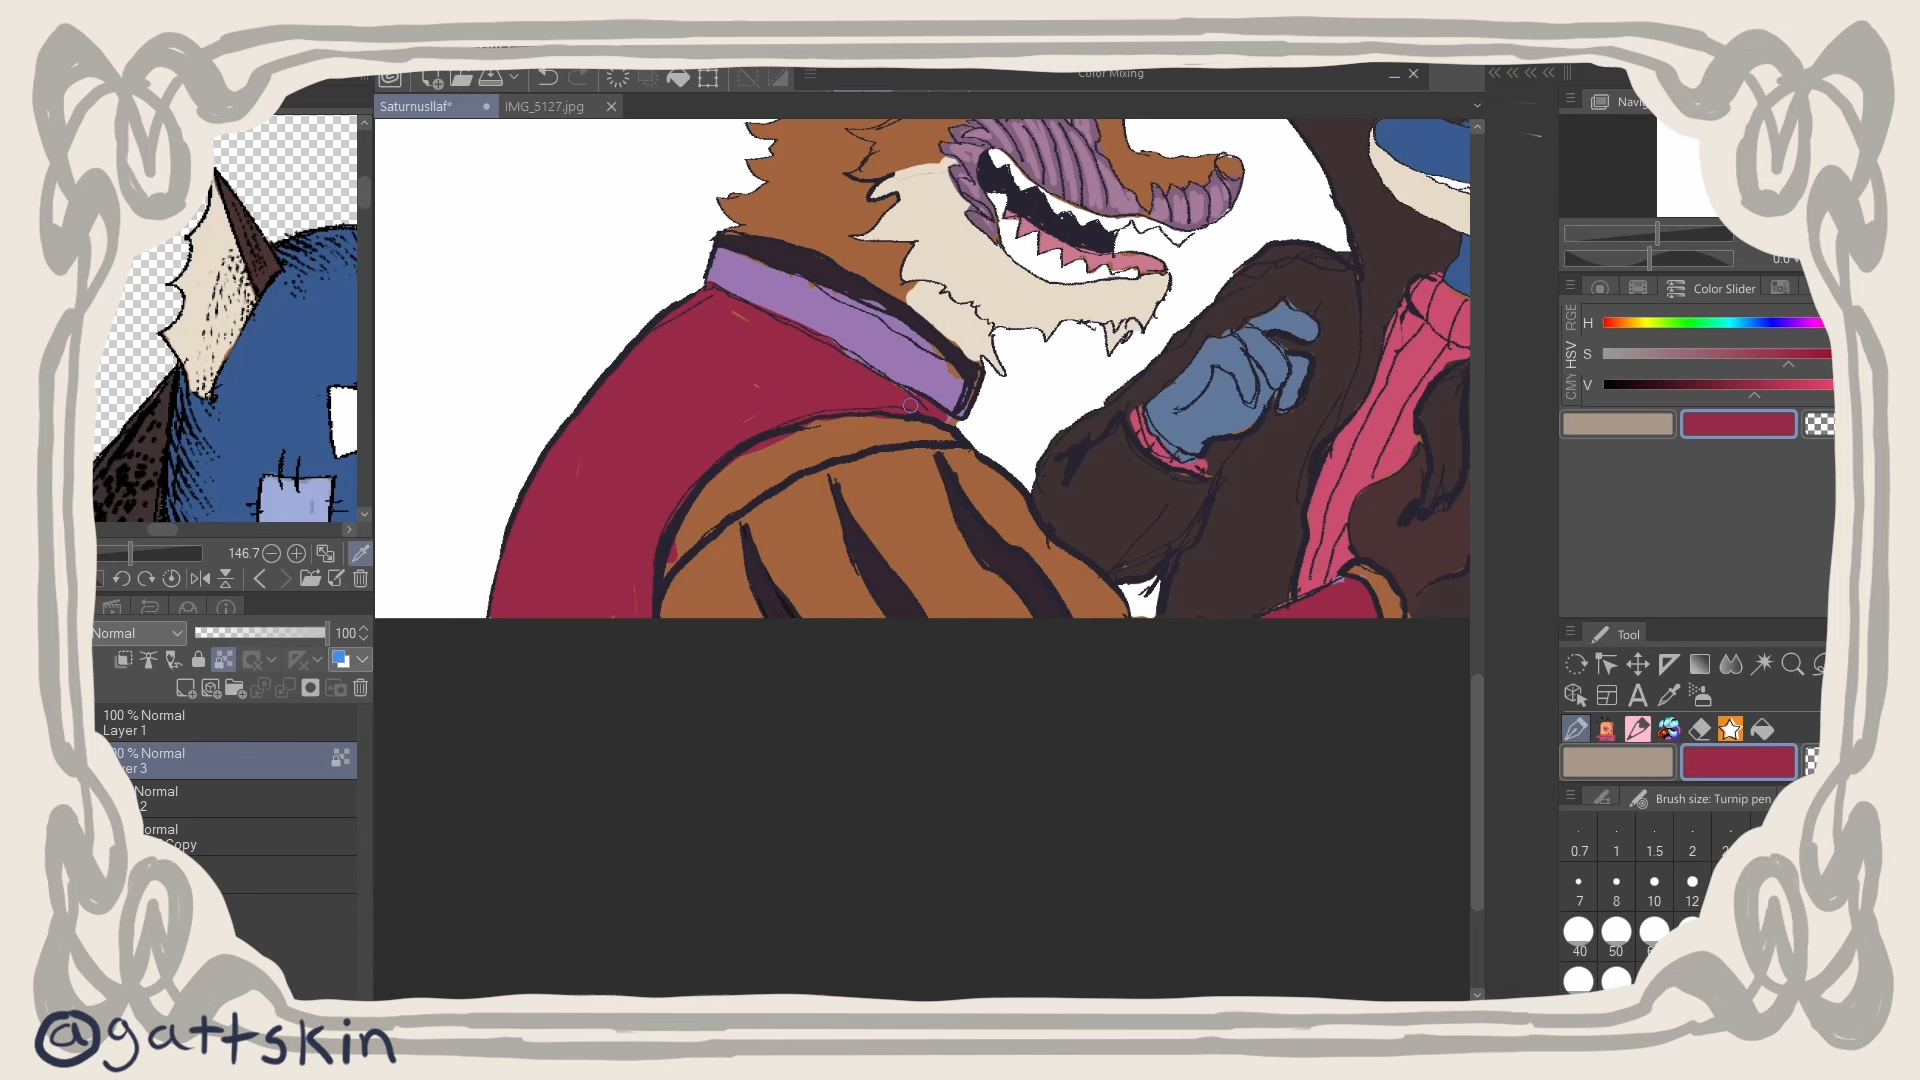 Color Mixing
Saturnusllaf*
IMG_5127.jpg
Color Slider
RGE
HSV
CMY
H
S
V
146.7
Normal
100
100 % Normal
Layer 1
Normal
2
Copy
Tool
Brush size: Turnip pen
0.7 1 1.5 2
7 8 10 12
40 50
@gattskin